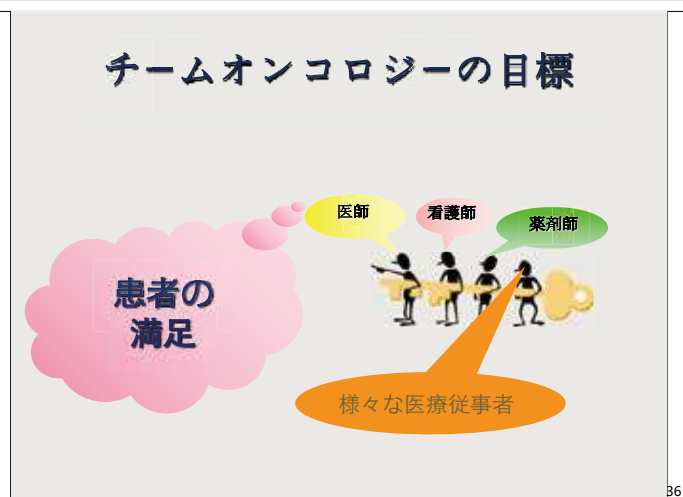 チームオンコロジーの目標
医師
看護師
薬剤師
患者の
満足
様々な医療従事者
36